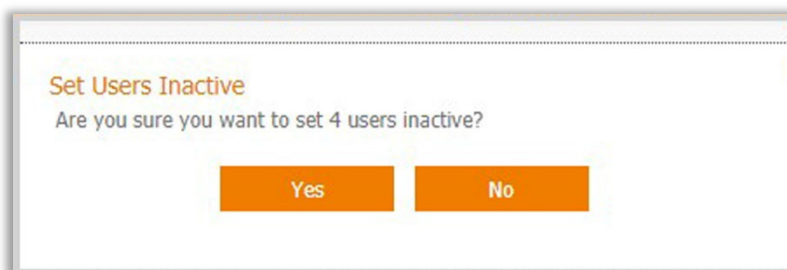 Set Users Inactive
Are you sure you want to set 4 users inactive?
Yes No